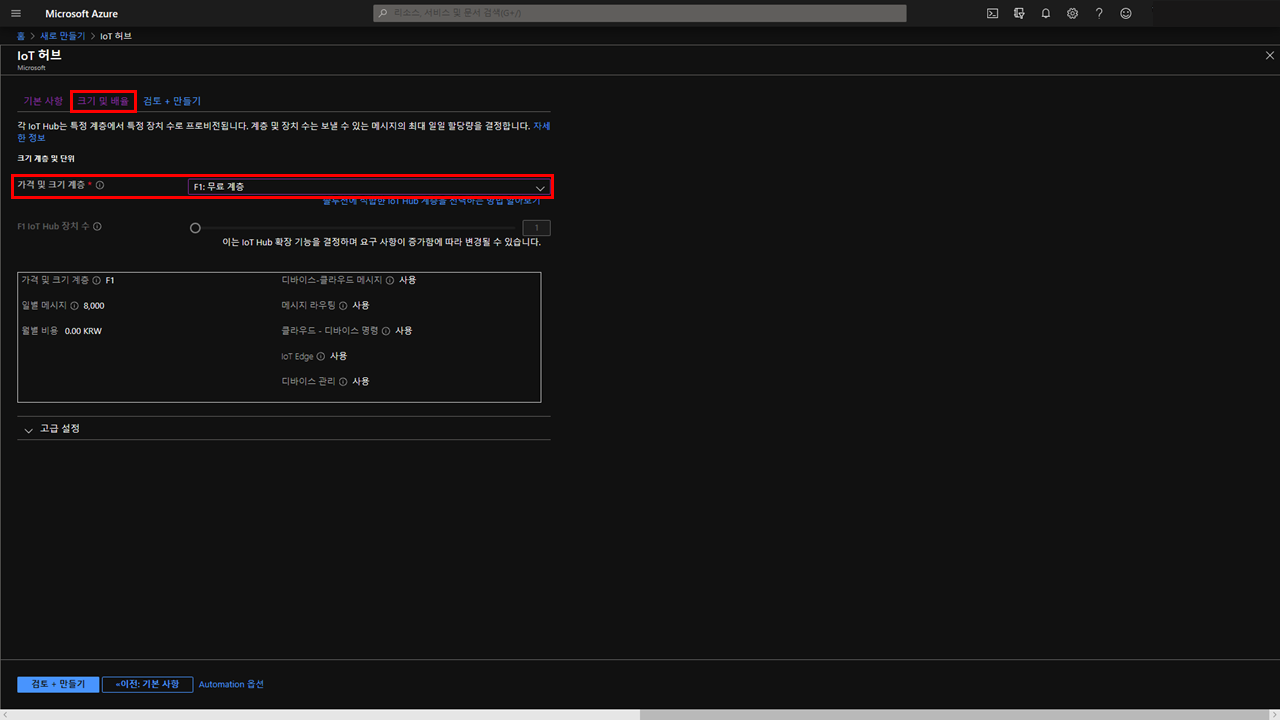 Microsoft Azure
리소스, 서비스 및 문서 검색(G+/)
홈 > 새로 만들기 > IoT 허브
IoT 허브
Microsoft
기본 사항 크기 및 배율 검토 + 만들기
각 IoT Hub는 특정 계층에서 특정 장치 수로 프로비전됩니다. 계층 및 장치 수는 보낼 수 있는 메시지의 최대 일일 할당량을 결정합니다. 자세
한 정보
크기 계층 및 단위
가격 및 크기 계층 * F1: 무료 계층
솔루션에 적합한 IoT Hub 계층을 선택하는 방법 알아보기
F1 IoT Hub 장치 수 1
이는 IoT Hub 확장 기능을 결정하며 요구 사항이 증가함에 따라 변경될 수 있습니다.
가격 및 크기 계층 F1 디바이스-클라우드 메시지 사용
일별 메시지 8,000 메시지 라우팅 사용
월별 비용 0.00 KRW 클라우드 - 디바이스 명령 사용
IoT Edge 사용
디바이스 관리 사용
고급 설정
검토 + 만들기 «이전: 기본 사항 Automation 옵션